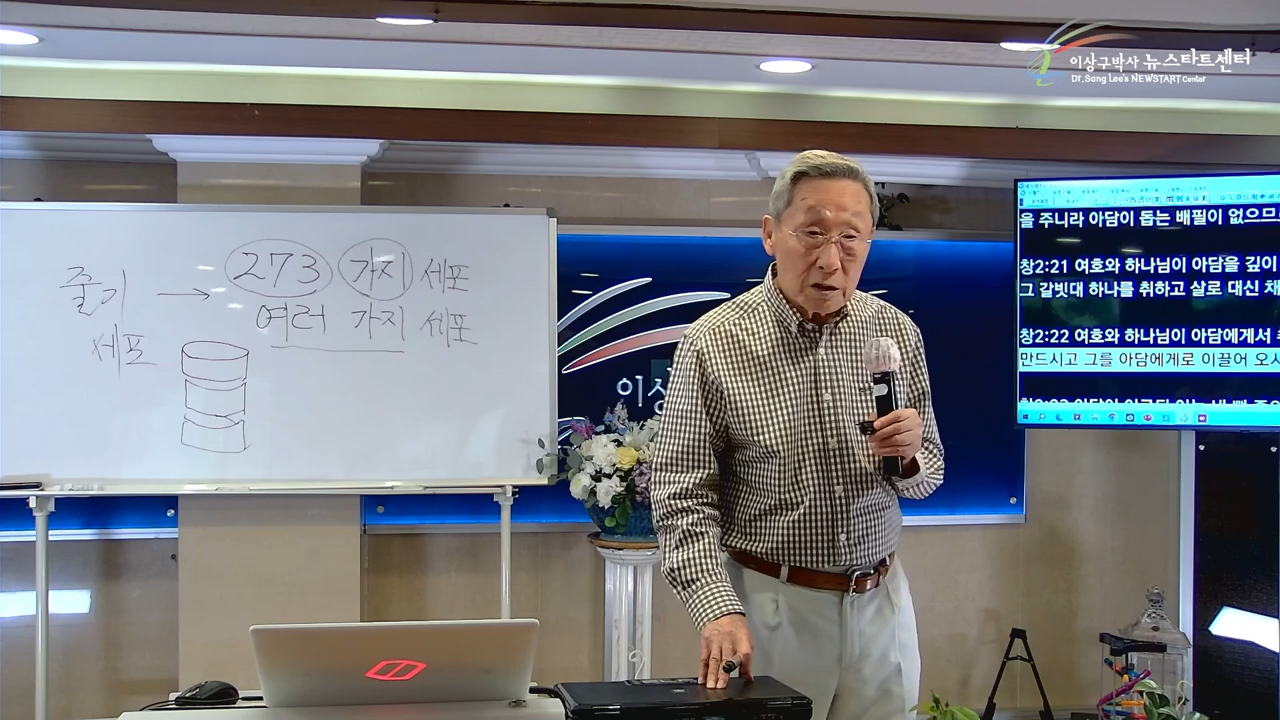 이상구박사 뉴스타트센터
Dr. Sang Lee's NEWSTART Center
줄기 → 273 가지 세포
세포 여러 가지 세포
이상
을 주니라 아담이 돕는 배필이 없으므로
창2:21 여호와 하나님이 아담을 깊이
그 갈빗대 하나를 취하고 살로 대신 채
창2:22 여호와 하나님이 아담에게서
만드시고 그를 아담에게로 이끌어 오시